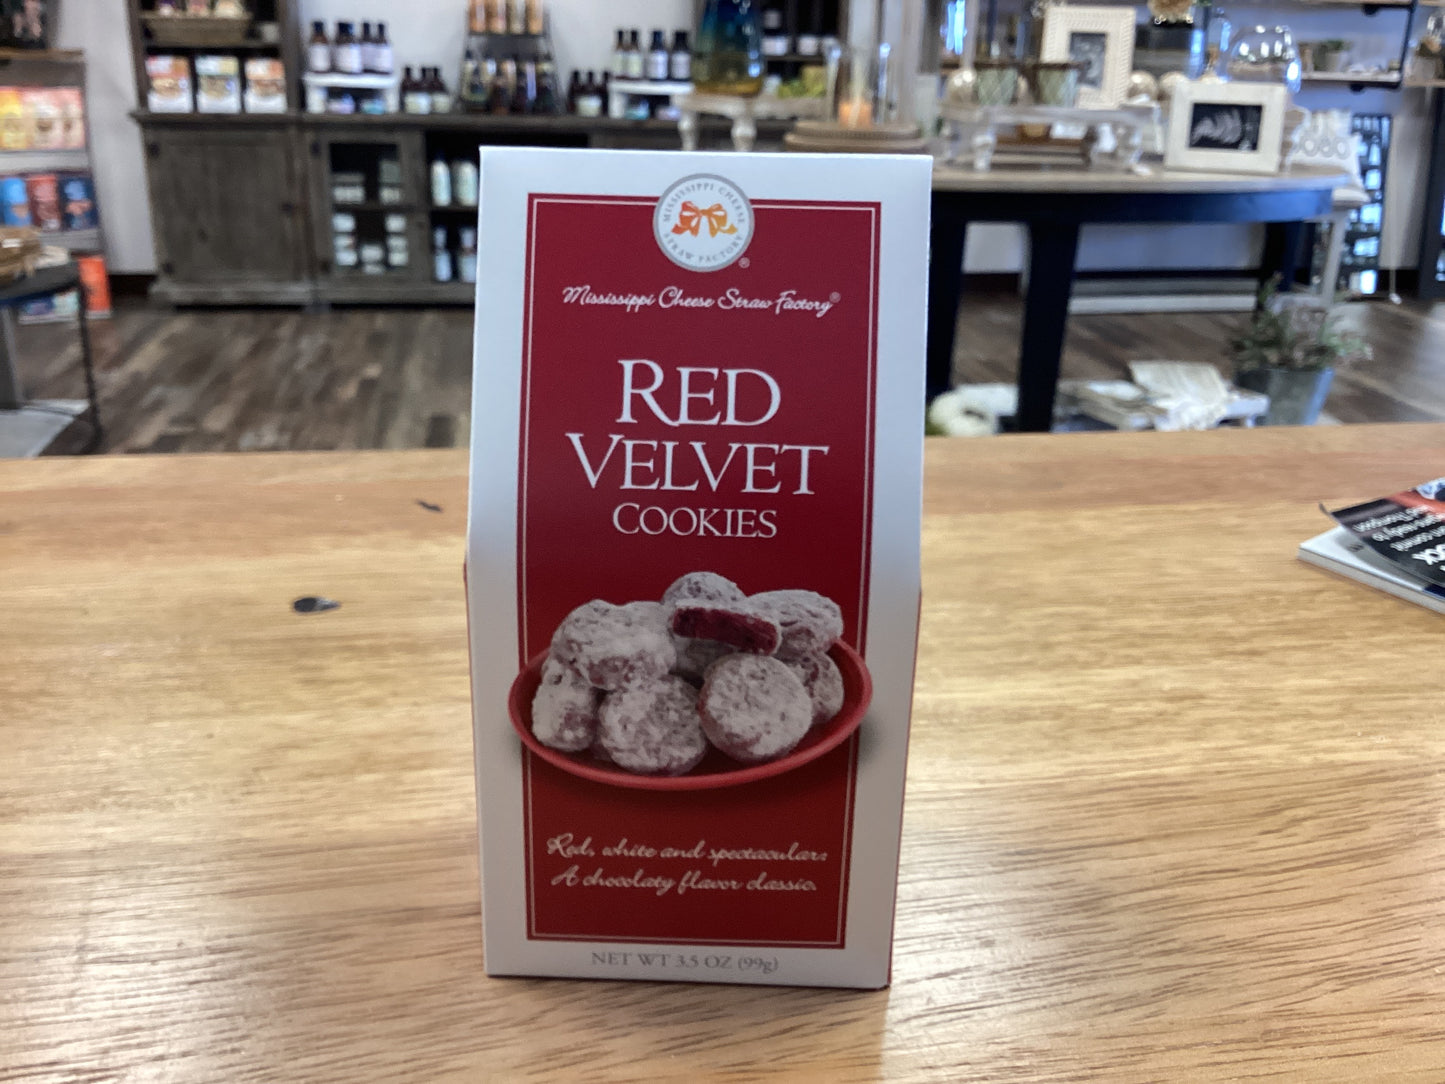 MISSISSIPPI CHEESE
STRAW FACTORY
®
Mississippi Cheese Straw Factory®
RED
VELVET
COOKIES
Red, white and spectacular:
A chocolaty flavor classic.
NET WT 3.5 OZ (99g)